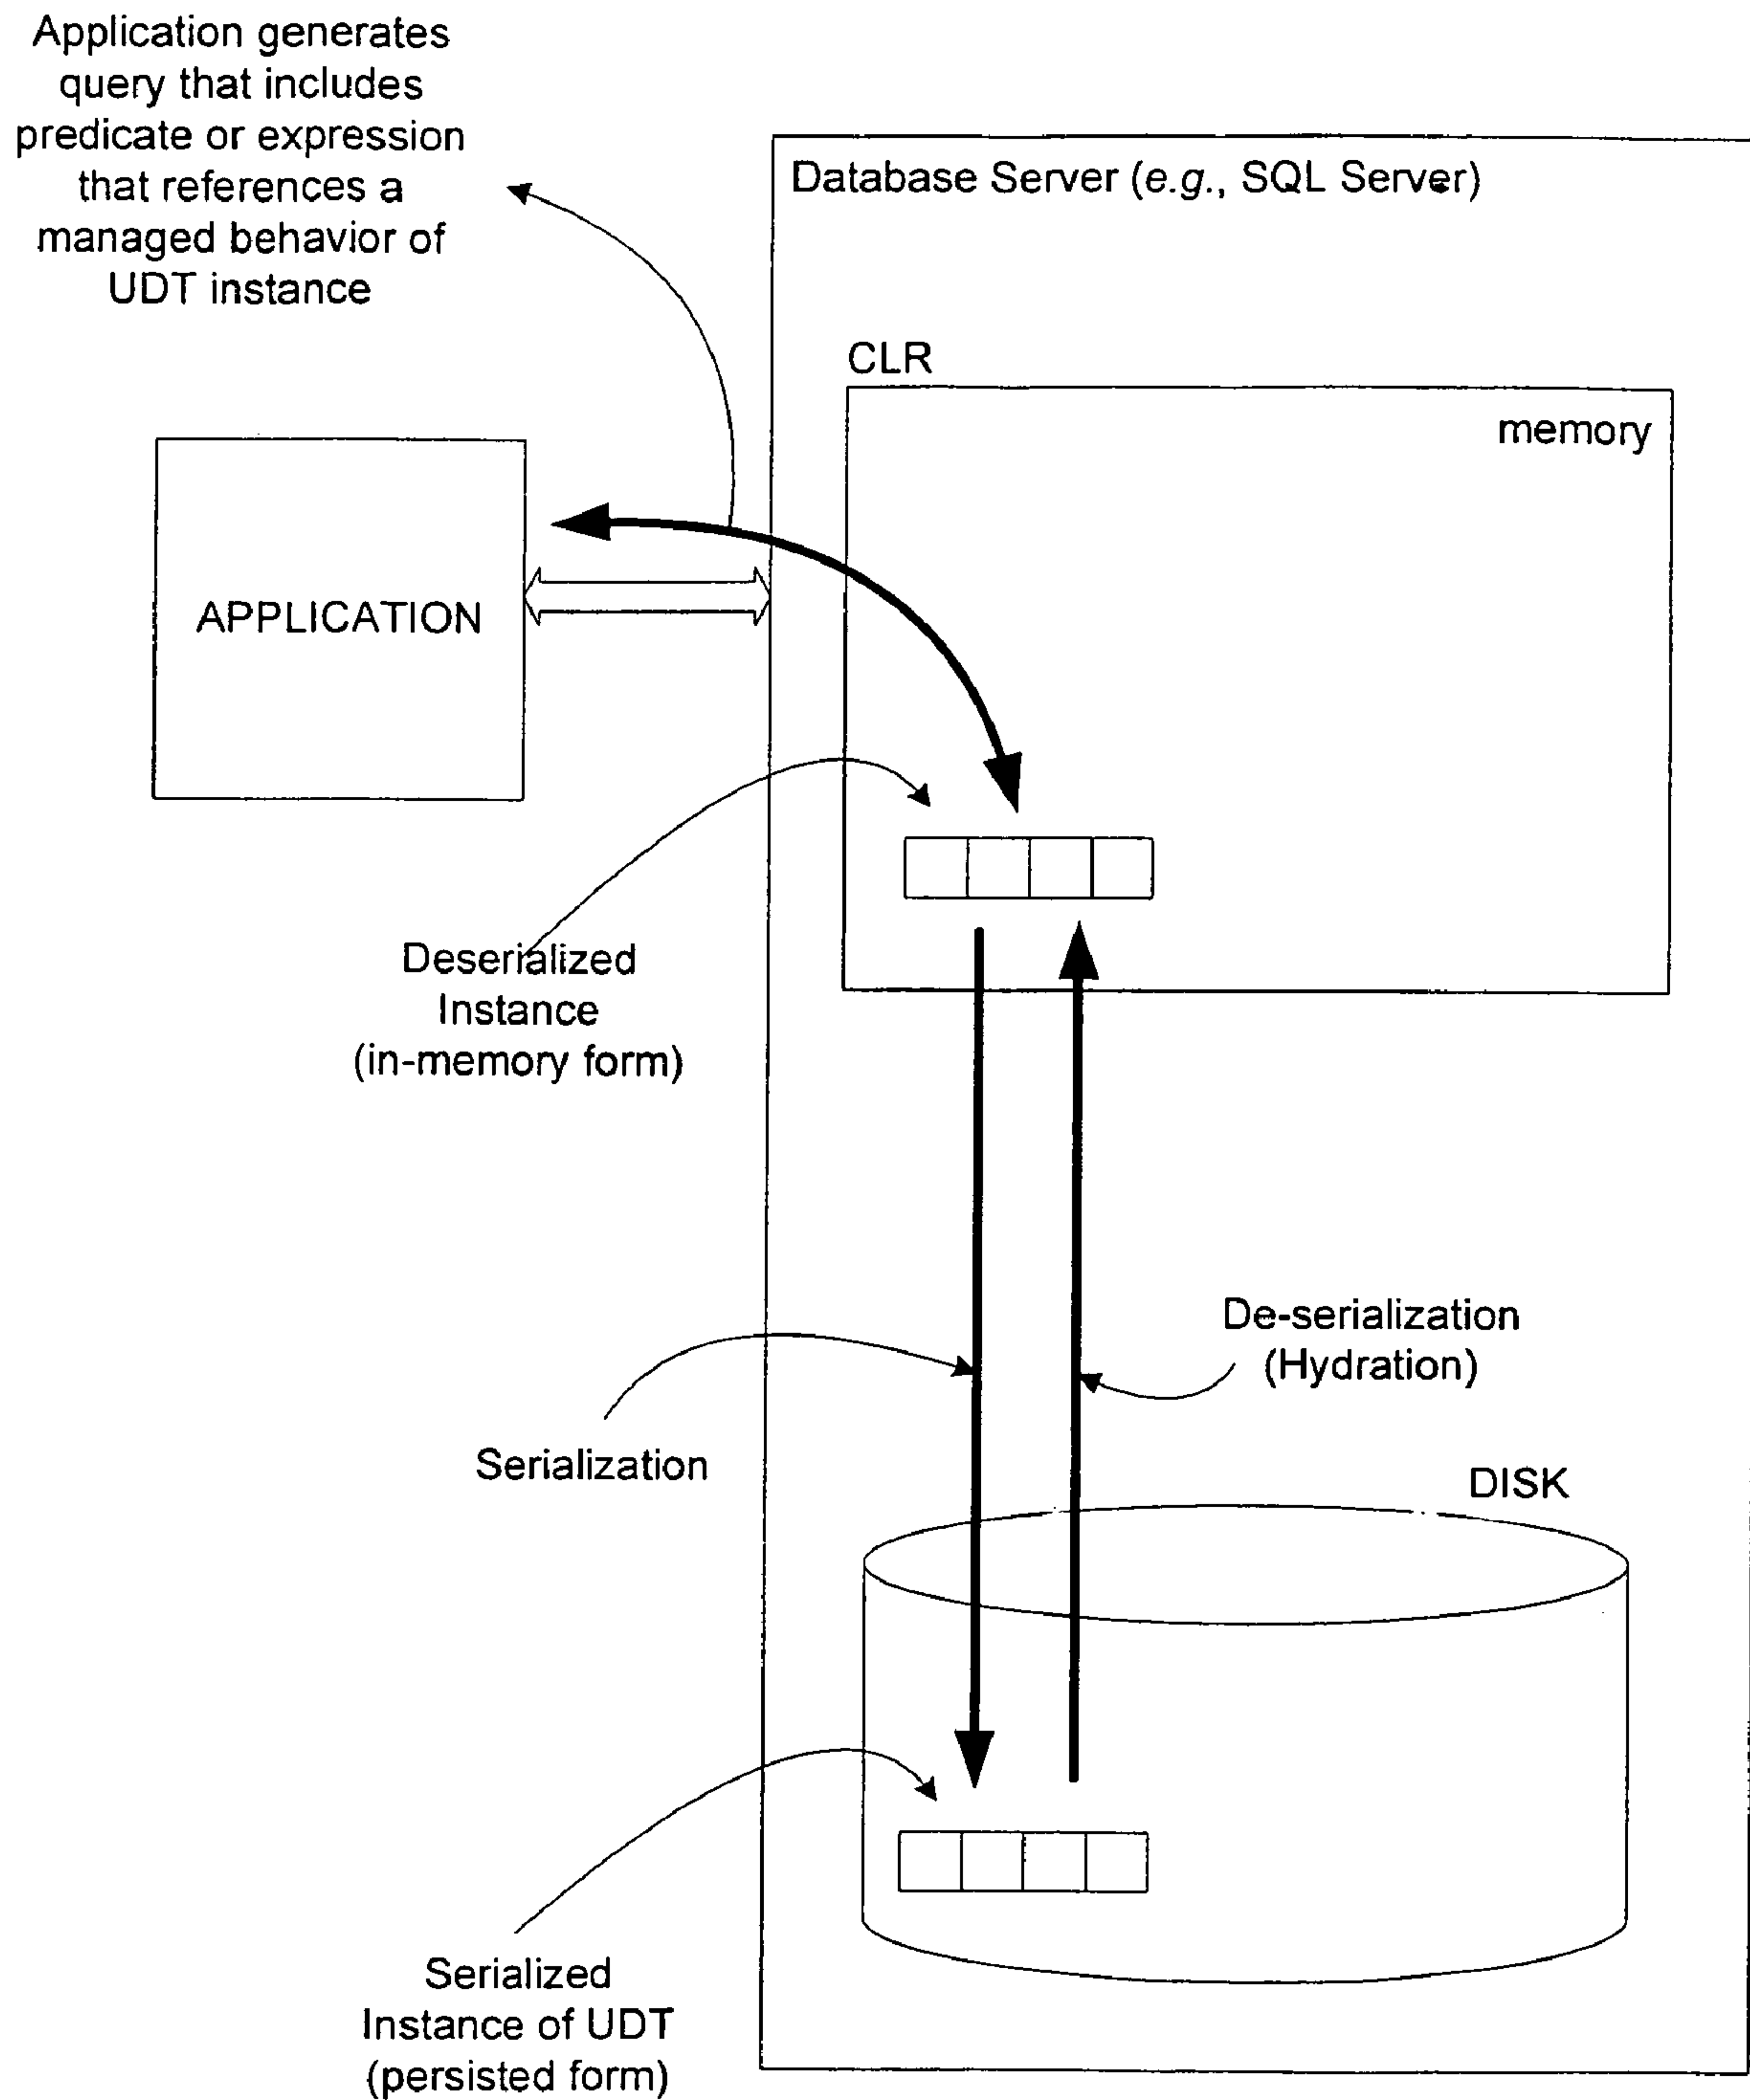 Application generates
query that includes
predicate or expression
that references a
managed behavior of
UDT instance
Database Server (e.g., SQL Server)
CLR
memory
APPLICATION
Deserialized
Instance
(in-memory form)
De-serialization
(Hydration)
Serialization
DISK
Serialized
Instance of UDT
(persisted form)